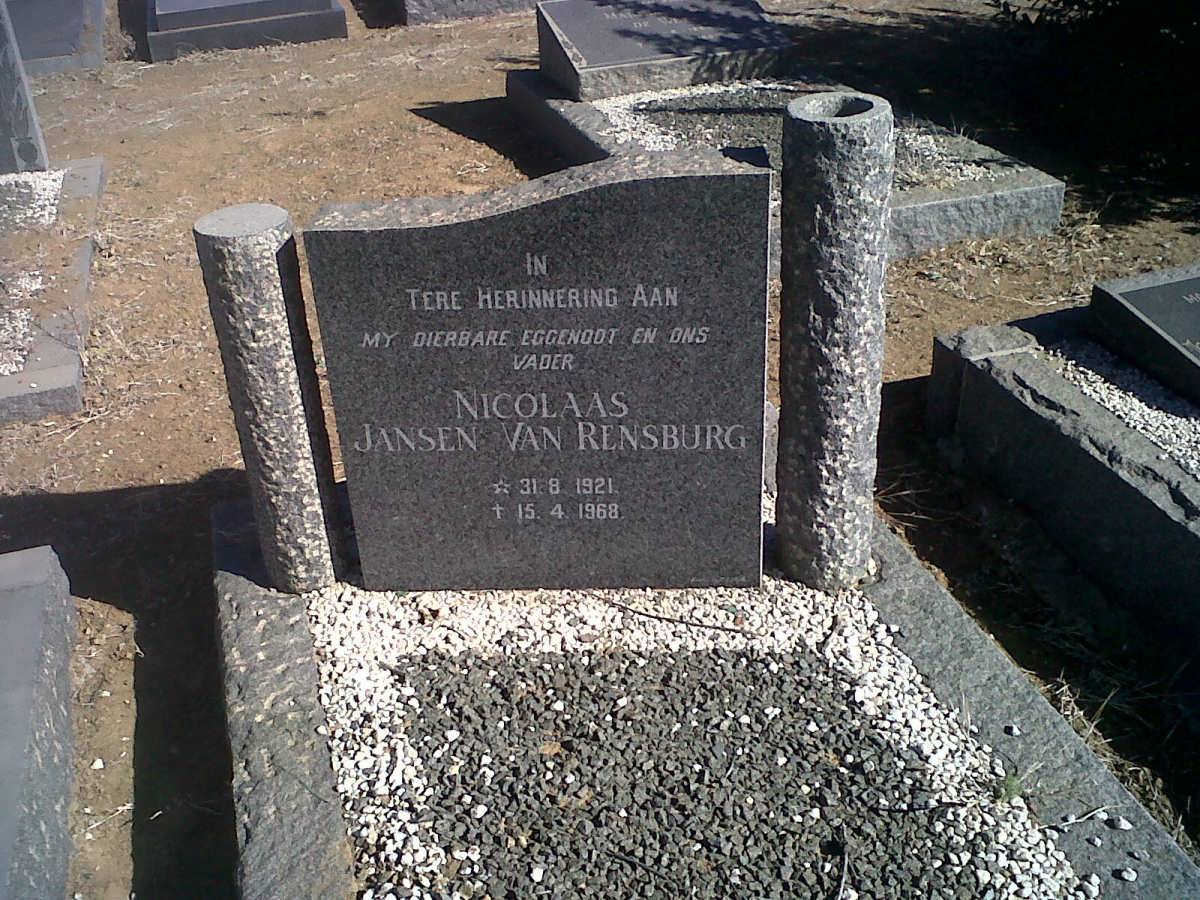 IN
TERE HERINNERING AAN
MY DIERBARE EGGENOOT EN ONS
VADER
NICOLAAS
JANSEN VAN RENSBURG
☆ 31. 8. 1921.
† 15. 4. 1968.